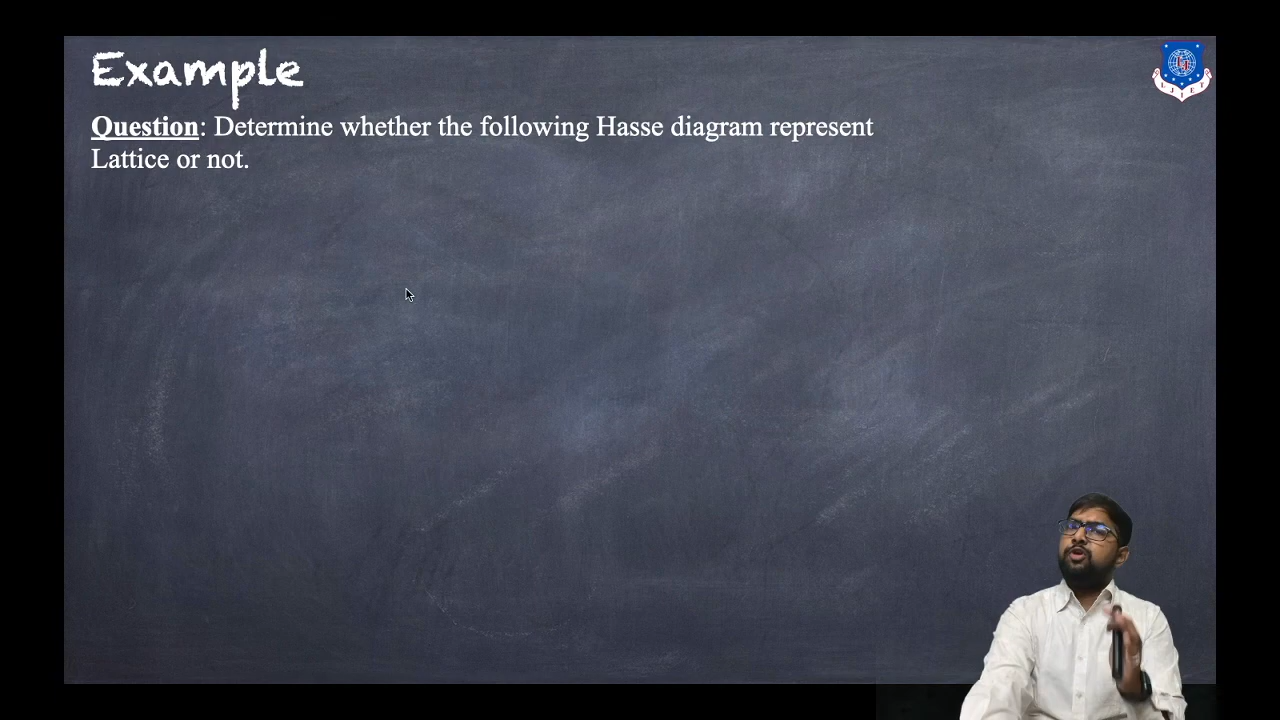 Example
Question: Determine whether the following Hasse diagram represent
Lattice or not.
L J I E T